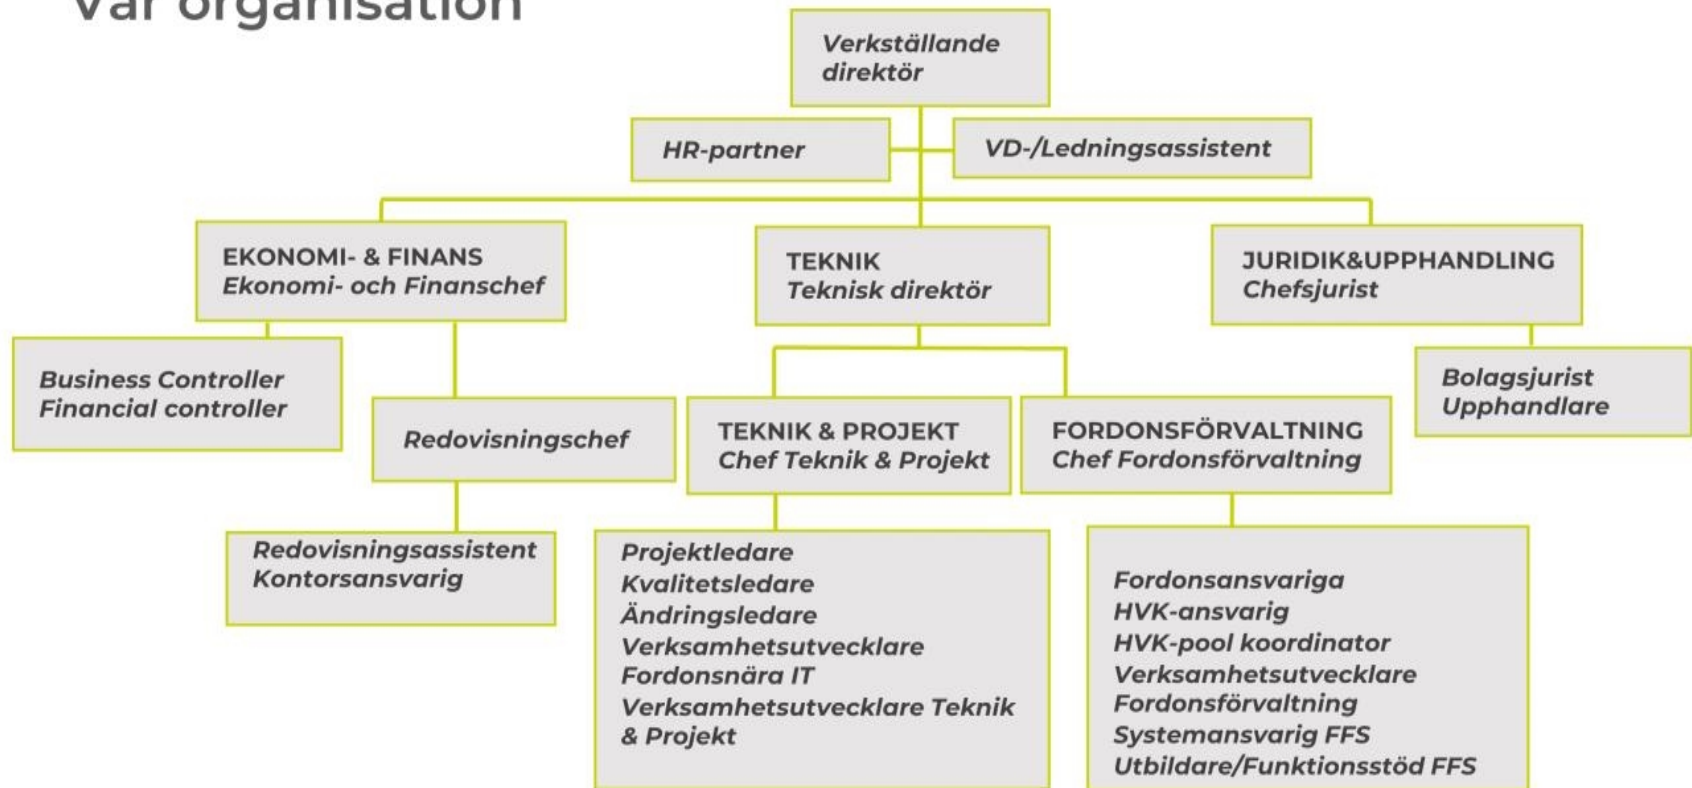 Vår organisation
Verkställande
direktör
HR-partner
VD-/Ledningsassistent
EKONOMI- & FINANS
Ekonomi- och Finanschef
TEKNIK
Teknisk direktör
JURIDIK&UPPHANDLING
Chefsjurist
Business Controller
Financial controller
Redovisningschef
TEKNIK & PROJEKT
Chef Teknik & Projekt
FORDONSFÖRVALTNING
Chef Fordonsförvaltning
Bolagsjurist
Upphandlare
Redovisningsassistent
Kontorsansvarig
Projektledare
Kvalitetsledare
Ändringsledare
Verksamhetsutvecklare
Fordonsnära IT
Verksamhetsutvecklare Teknik
& Projekt
Fordonsansvariga
HVK-ansvarig
HVK-pool koordinator
Verksamhetsutvecklare
Fordonsförvaltning
Systemansvarig FFS
Utbildare/Funktionsstöd FFS